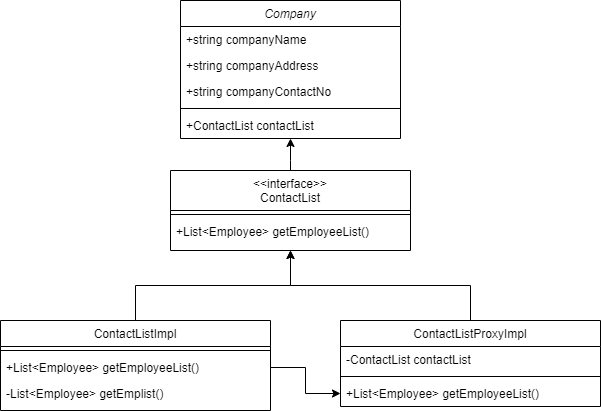 Company
+string companyName
+string companyAddress
+string companyContactNo
+ContactList contactList
<<interface>>
ContactList
+List<Employee> getEmployeeList()
ContactListImpl
+List<Employee> getEmployeeList()
-List<Employee> getEmplist()
ContactListProxyImpl
-ContactList contactList
+List<Employee> getEmployeeList()